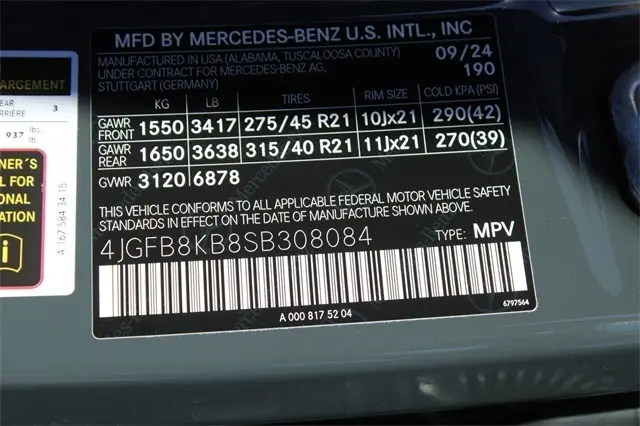 MFD BY MERCEDES-BENZ U.S. INTL., INC
MANUFACTURED IN USA (ALABAMA, TUSCALOOSA COUNTY) 09/24
UNDER CONTRACT FOR MERCEDES-BENZ AG, 190
STUTTGART (GERMANY)
KG LB TIRES RIM SIZE COLD KPA (PSI)
GAWR FRONT 1550 3417 275/45 R21 10Jx21 290(42)
GAWR REAR 1650 3638 315/40 R21 11Jx21 270(39)
GVWR 3120 6878
THIS VEHICLE CONFORMS TO ALL APPLICABLE FEDERAL MOTOR VEHICLE SAFETY
STANDARDS IN EFFECT ON THE DATE OF MANUFACTURE SHOWN ABOVE.
4JGFB8KB8SB308084 TYPE: MPV
6797564
A 000 817 52 04
ARGEMENT
EAR 3
RRIÈRE
937 lb
NER´S
L FOR
ONAL
ATION
i
A 167 584 34 15